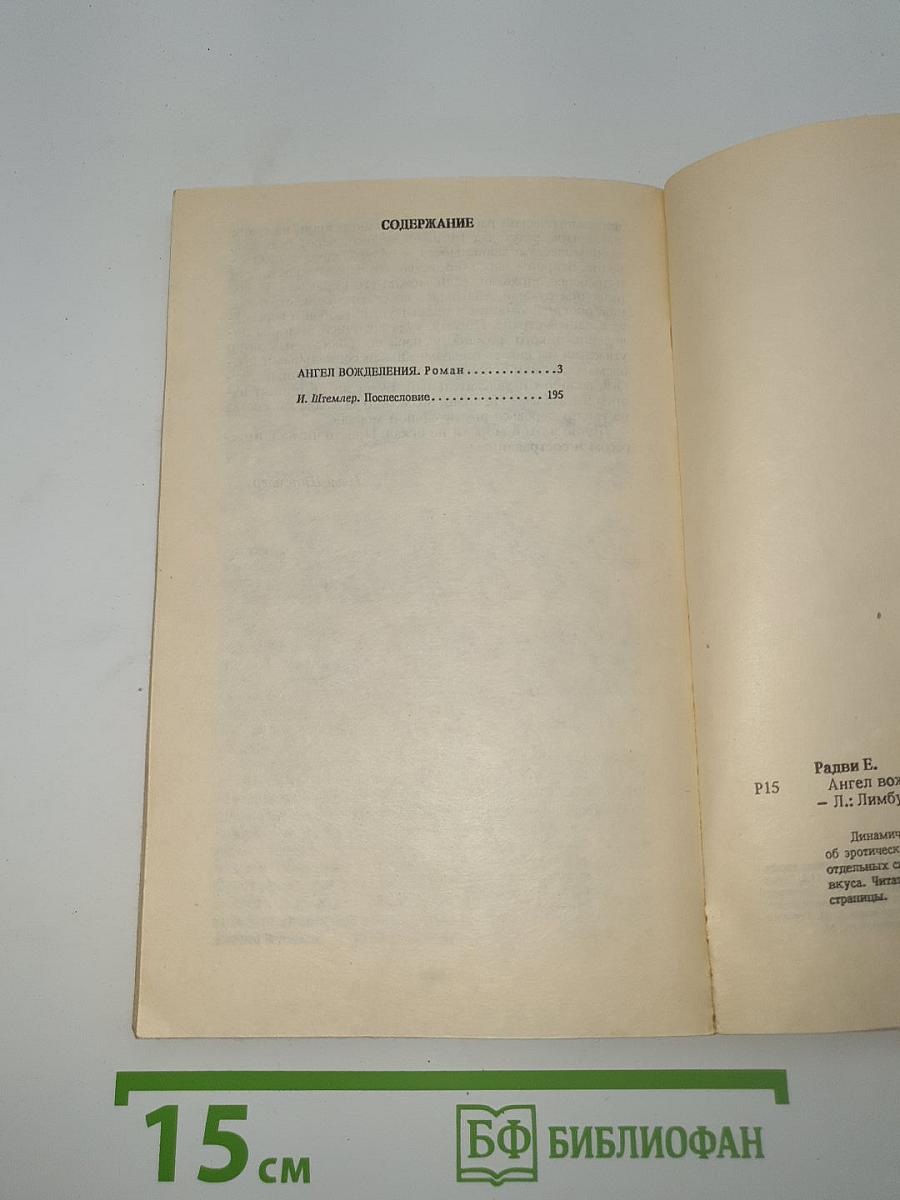 СОДЕРЖАНИЕ
АНГЕЛ ВОЖДЕЛЕНИЯ. Роман.............3
И. Штемлер. Послесловие................195
Радви Е.
Р15
Ангел вож
– Л.: Лимбу
Динамич
об эротическ
отдельных с
вкуса. Чита
страницы.
15 см
БФ БИБЛИОФАН